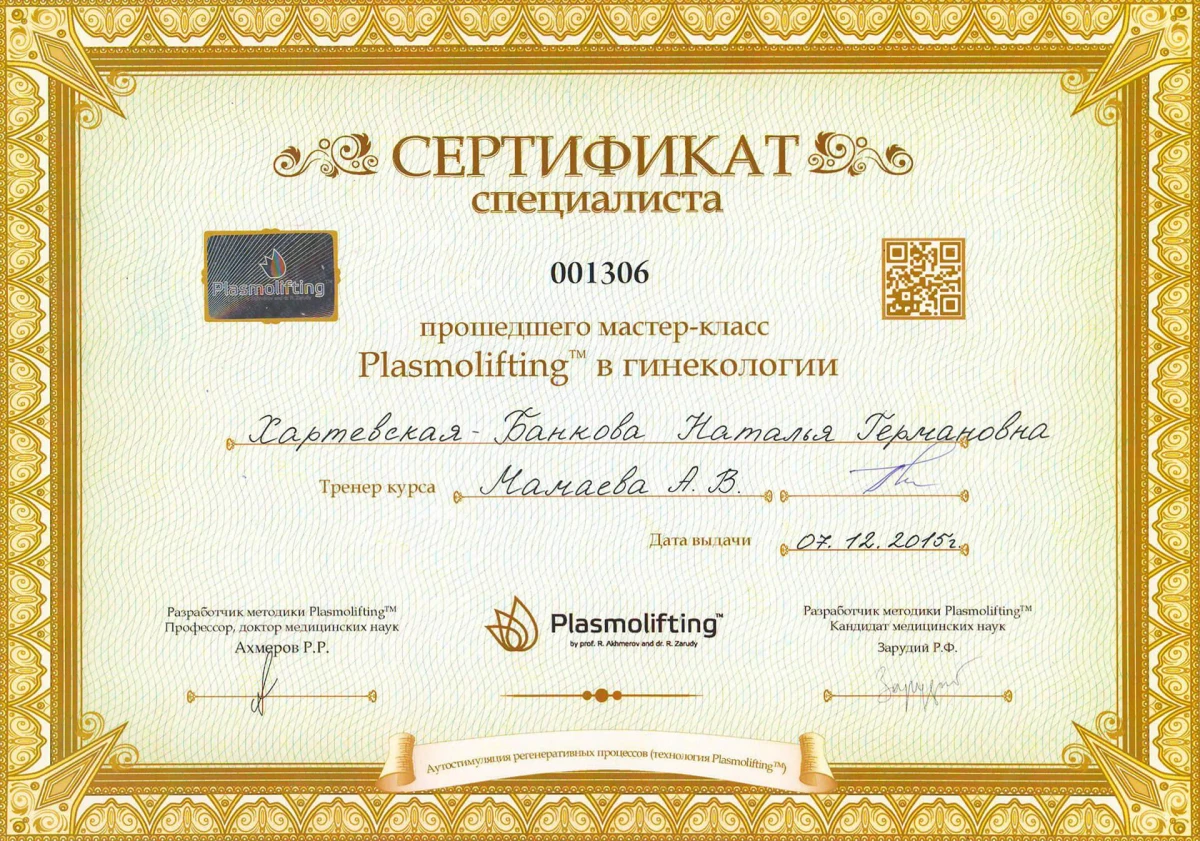 СЕРТИФИКАТ
специалиста
Plasmolifting
001306
прошедшего мастер-класс
Plasmolifting™ в гинекологии
Хартевская-Банкова Наталья Германовна
Тренер курса Мамаева А. В.
Дата выдачи 07. 12. 2015г.
Разработчик методики Plasmolifting™
Профессор, доктор медицинских наук
Ахмеров Р.Р.
Plasmolifting™
by prof. R. Akhmerov and dr. R. Zarudy
Разработчик методики Plasmolifting™
Кандидат медицинских наук
Зарудий Р.Ф.
Аутостимуляция регенеративных процессов (технология Plasmolifting™)